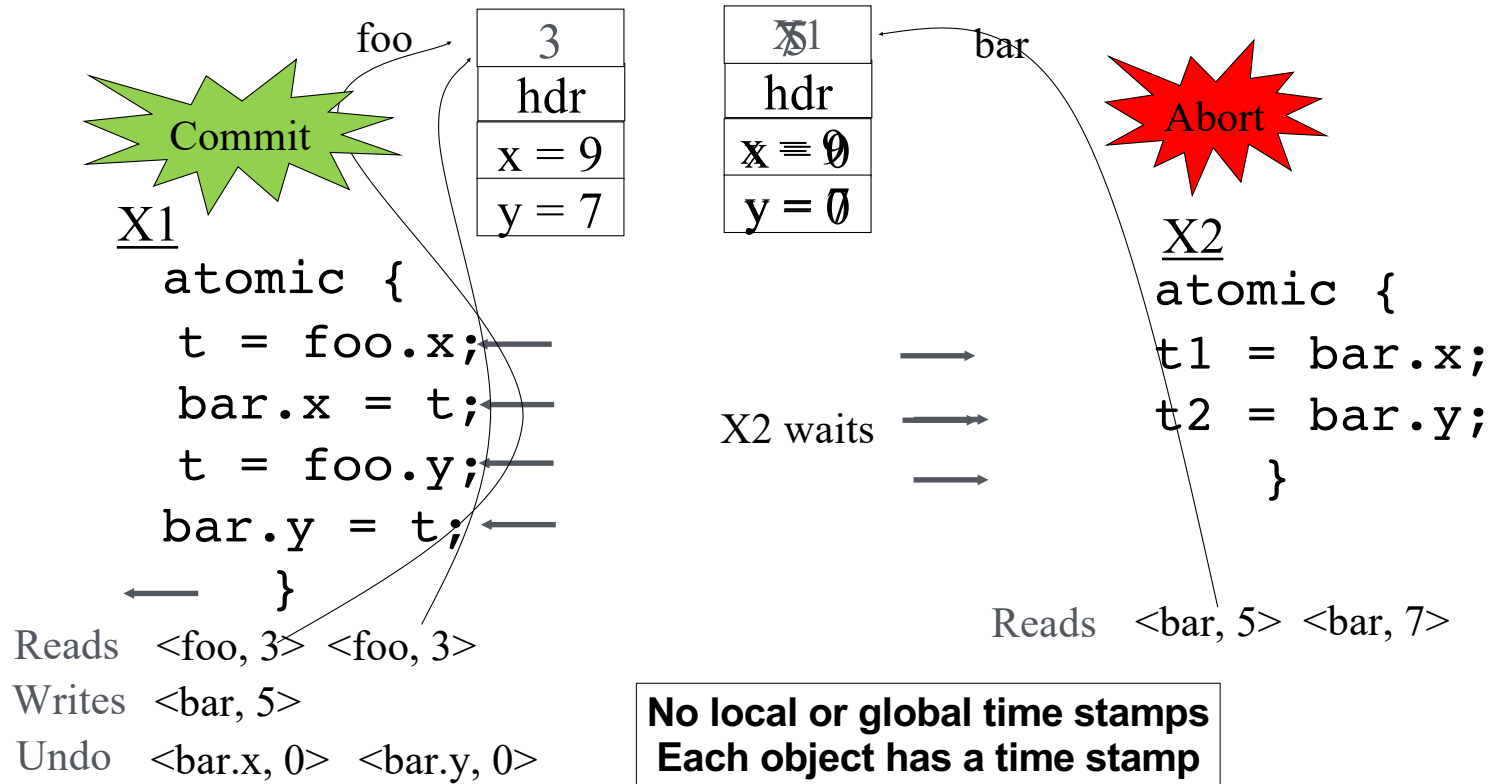 foo
3
hdr
x = 9
y = 7
X1
bar
hdr
Commit
Abort
X1
atomic {
t = foo.x;
bar.x = t;
t = foo.y;
bar.y = t;
}
X2 waits
X2
atomic {
t1 = bar.x;
t2 = bar.y;
}
Reads <foo, 3> <foo, 3>
Writes <bar, 5>
Undo <bar.x, 0> <bar.y, 0>
Reads <bar, 5> <bar, 7>
No local or global time stamps
Each object has a time stamp